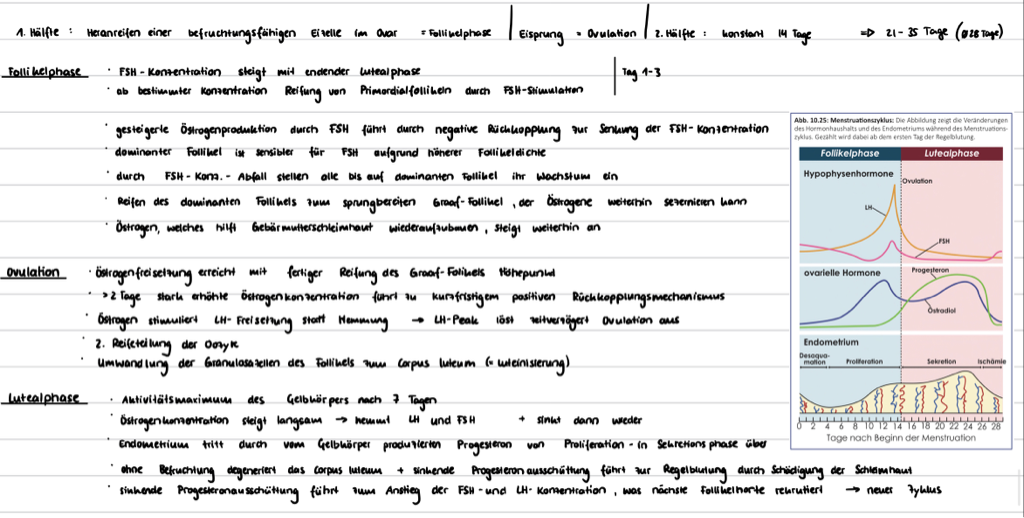 1. Hälfte : Heranreifen einer befruchtungsfähigen Eizelle im Ovar = Follikelphase | Eisprung = Ovulation | 2. Hälfte : konstant 14 Tage => 21-35 Tage (Ø28 Tage)
Follikelphase · FSH-Konzentration steigt mit endender Lutealphase | Tag 1-3
· ab bestimmter Konzentration Reifung von Primordialfollikeln durch FSH-Stimulation
· gesteigerte Östrogenproduktion durch FSH führt durch negative Rückkopplung zur Senkung der FSH-Konzentration
· dominanter Follikel ist sensibler für FSH aufgrund höherer Follikeldichte
· durch FSH-Konz.-Abfall stellen alle bis auf dominanten Follikel ihr Wachstum ein
· Reifen des dominanten Follikels zum sprungbereiten Graaf-Follikel, der Östrogene weiterhin sezernieren kann
· Östrogen, welches hilft Gebärmutterschleimhaut wiederaufzubauen, steigt weiterhin an
Ovulation · Östrogenfreisetzung erreicht mit fertiger Reifung des Graaf-Folikels Höhepunkt
· >2 Tage stark erhöhte Östrogenkonzentration führt zu kurzfristigem positiven Rückkopplungsmechanismus
· Östrogen stimuliert LH-Freisetzung statt Hemmung → LH-Peak löst zeitverzögert Ovulation aus
· 2. Reifeteilung der Oozyte
· Umwandlung der Granulosazellen des Follikels zum Corpus luteum (= Luteinisierung)
Lutealphase · Aktivitätsmaximum des Gelbkörpers nach 7 Tagen
· Östrogenkonzentration steigt langsam → hemmt LH und FSH + sinkt dann wieder
· Endometrium tritt durch vom Gelbkörper produzierten Progesteron von Proliferation- in Sekretionsphase über
· ohne Befruchtung degeneriert das Corpus luteum + sinkende Progesteronausschüttung führt zur Regelblutung durch Schädigung der Schleimhaut
· sinkende Progesteronausschüttung führt zum Anstieg der FSH-und LH-Konzentration, was nächste Follikelkohorte rekrutiert → neuer Zyklus
Abb. 10.25: Menstruationszyklus: Die Abbildung zeigt die Veränderungen
des Hormonhaushalts und des Endometriums während des Menstruations-
zyklus. Gezählt wird dabei ab dem ersten Tag der Regelblutung.
Follikelphase Lutealphase
Hypophysenhormone
Ovulation
LH
FSH
ovarielle Hormone Progesteron
Östradiol
Endometrium
Desqua-
mation Proliferation Sekretion Ischämie
0 2 4 6 8 10 12 14 16 18 20 22 24 26 28
Tage nach Beginn der Menstruation